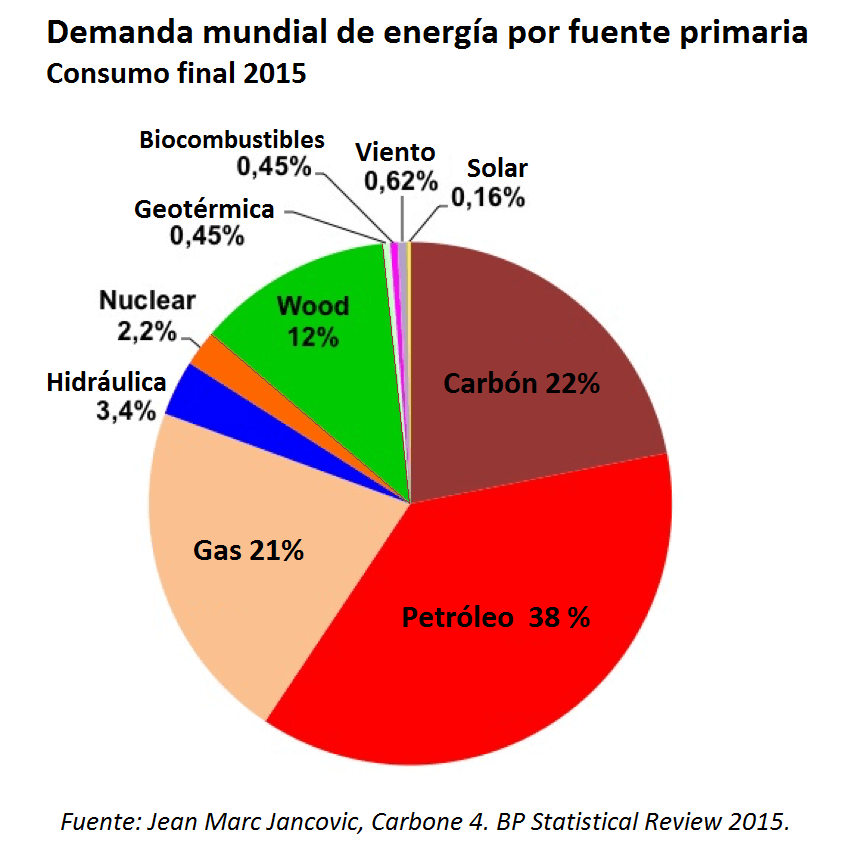 Demanda mundial de energía por fuente primaria
Consumo final 2015
Biocombustibles
0,45%
Viento
0,62%
Solar
0,16%
Geotérmica
0,45%
Nuclear
2,2%
Wood
12%
Hidráulica
3,4%
Carbón 22%
Gas 21%
Petróleo 38 %
Fuente: Jean Marc Jancovic, Carbone 4. BP Statistical Review 2015.